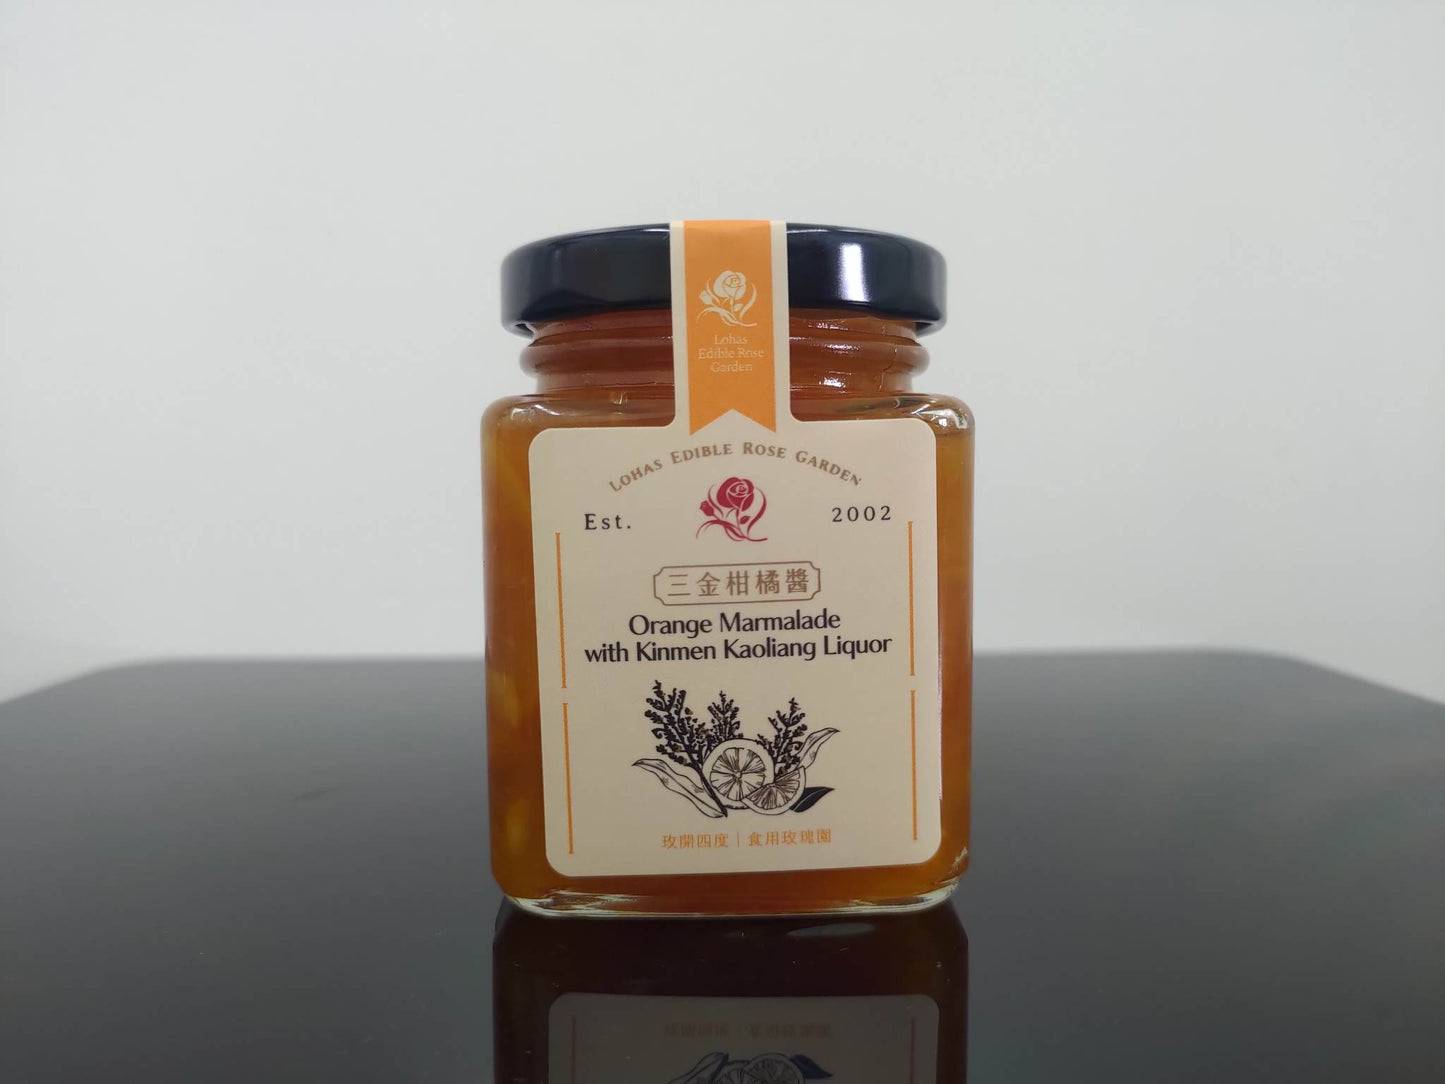 Lohas
Edible Rose
Garden
LOHAS EDIBLE ROSE GARDEN
Est. 2002
三金柑橘醬
Orange Marmalade
with Kinmen Kaoliang Liquor
玫開四度｜食用玫瑰園